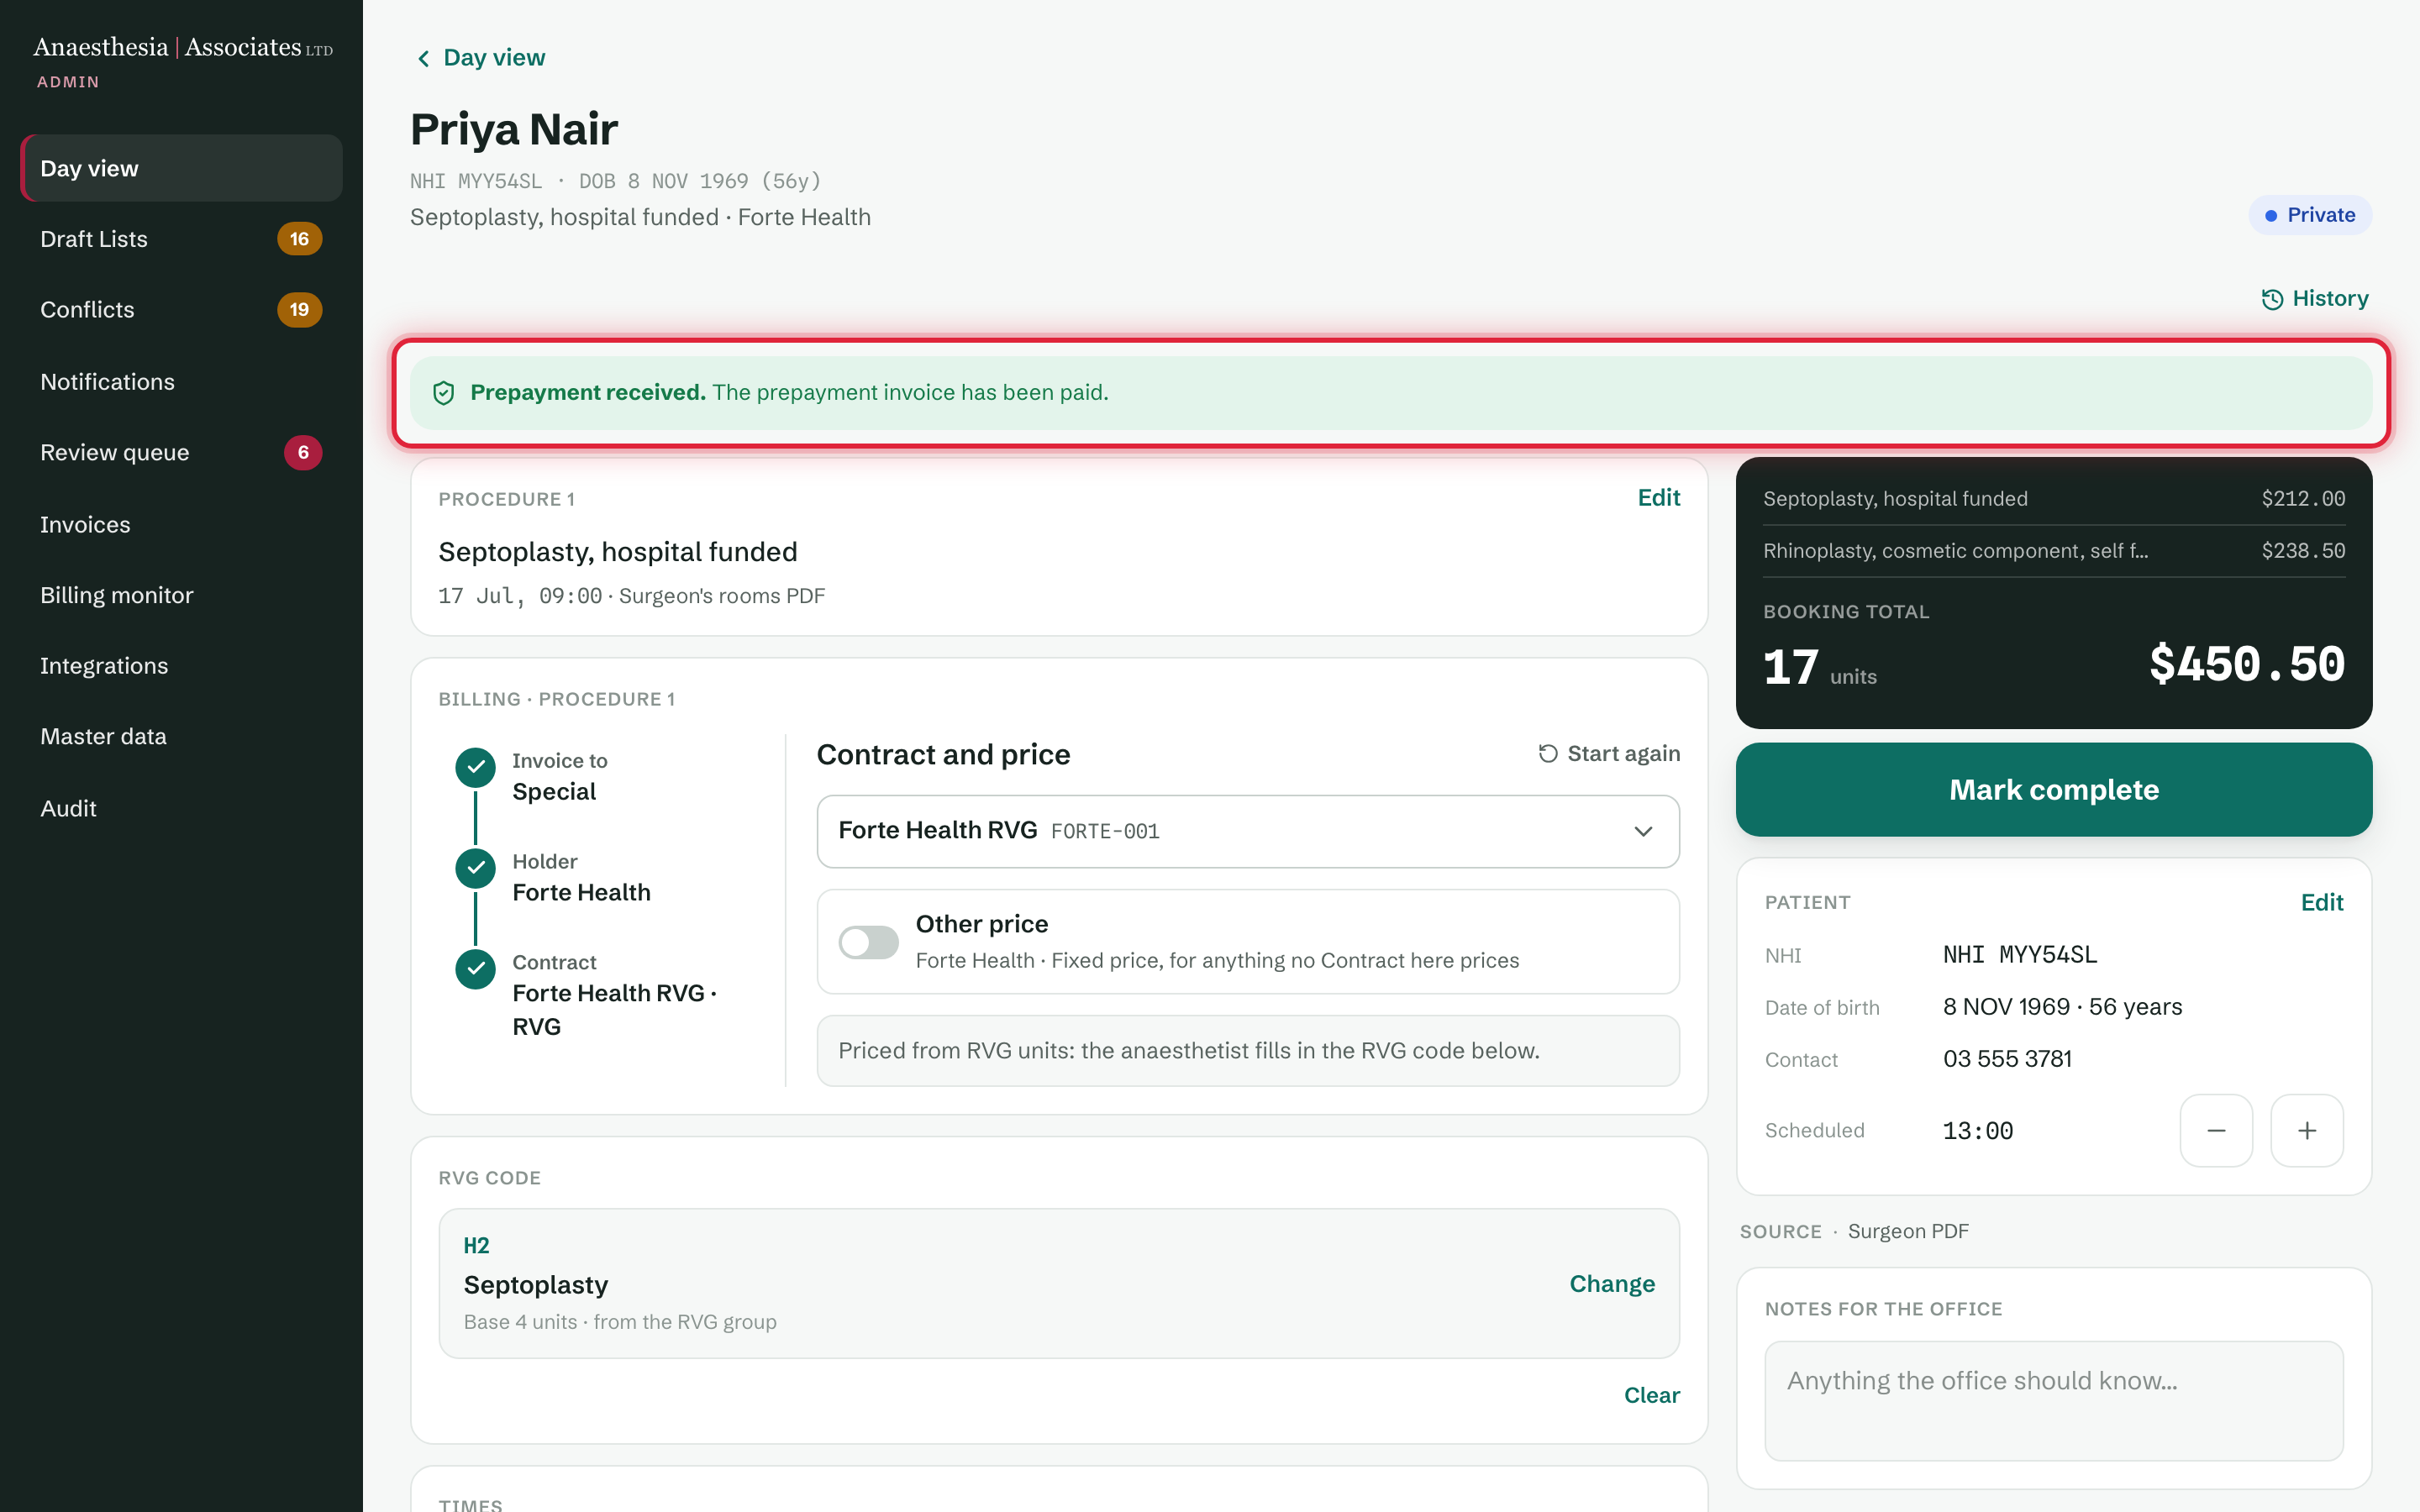 Anaesthesia | Associates LTD
ADMIN
Day view
Draft Lists 16
Conflicts 19
Notifications
Review queue 6
Invoices
Billing monitor
Integrations
Master data
Audit
Day view
Priya Nair
NHI MYY54SL · DOB 8 NOV 1969 (56y)
Septoplasty, hospital funded · Forte Health
Private
History
Prepayment received. The prepayment invoice has been paid.
PROCEDURE 1 Edit
Septoplasty, hospital funded
17 Jul, 09:00 · Surgeon's rooms PDF
BILLING · PROCEDURE 1
Invoice to
Special
Holder
Forte Health
Contract
Forte Health RVG ·
RVG
Contract and price Start again
Forte Health RVG FORTE-001
Other price
Forte Health · Fixed price, for anything no Contract here prices
Priced from RVG units: the anaesthetist fills in the RVG code below.
RVG CODE
H2
Septoplasty
Base 4 units · from the RVG group
Change
Clear
TIMES
Septoplasty, hospital funded $212.00
Rhinoplasty, cosmetic component, self f... $238.50
BOOKING TOTAL
17 units $450.50
Mark complete
PATIENT Edit
NHI NHI MYY54SL
Date of birth 8 NOV 1969 · 56 years
Contact 03 555 3781
Scheduled 13:00 − +
SOURCE · Surgeon PDF
NOTES FOR THE OFFICE
Anything the office should know...